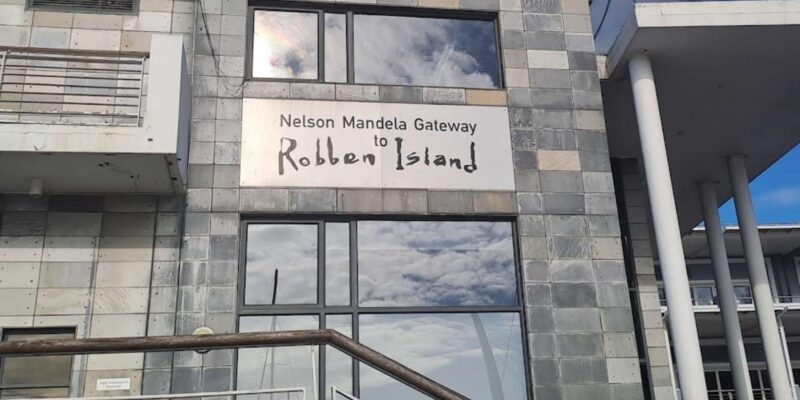 Nelson Mandela Gateway
to
Robben Island